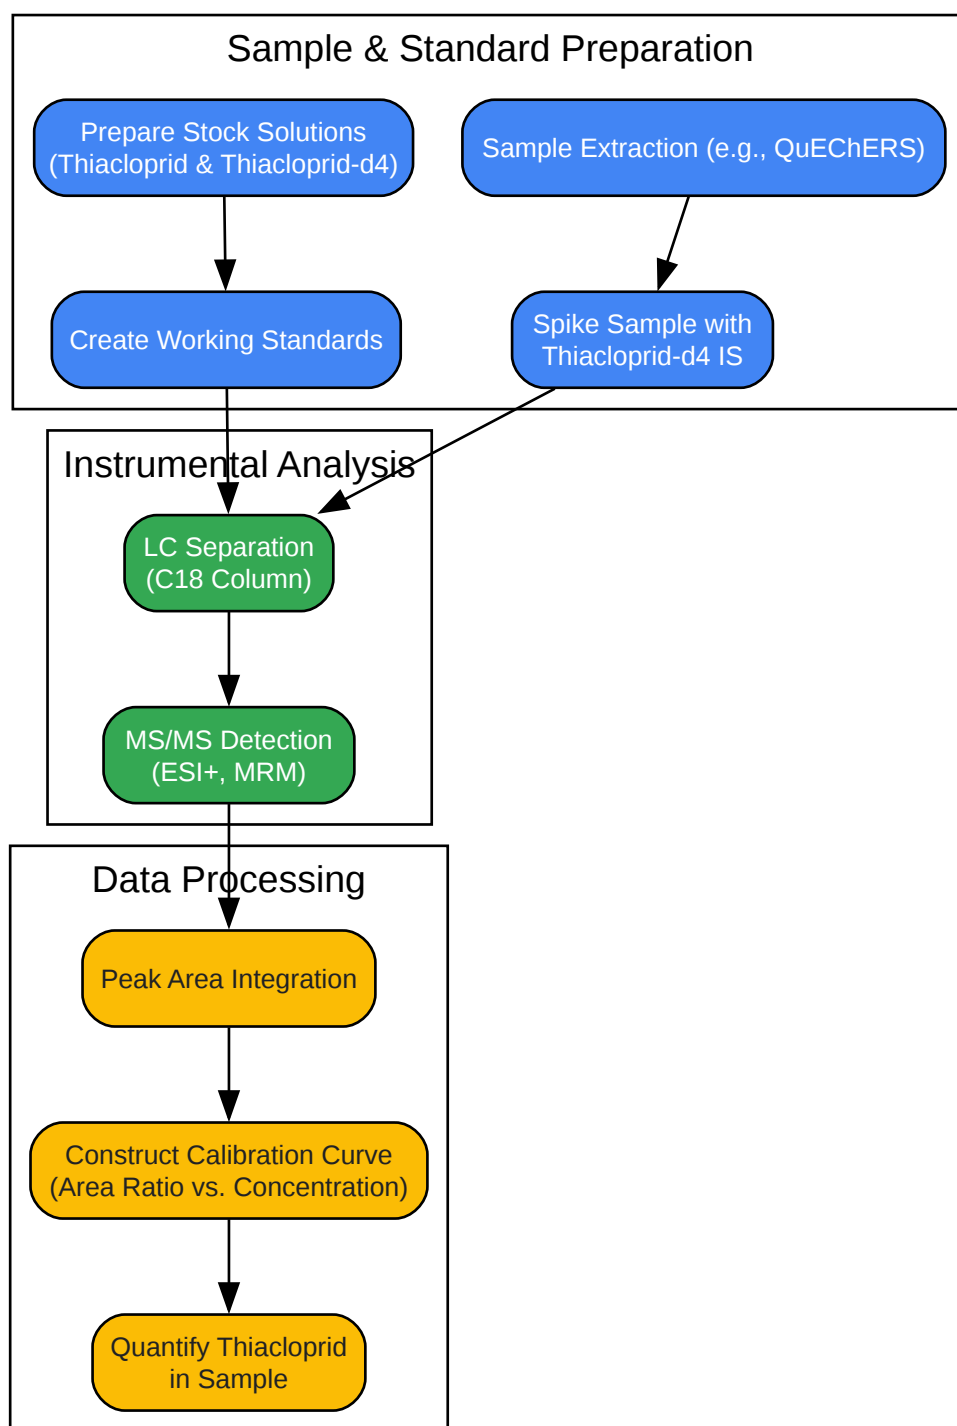 Sample & Standard Preparation
Prepare Stock Solutions
(Thiacloprid & Thiacloprid-d4)
Sample Extraction (e.g., QuEChERS)
Create Working Standards
Spike Sample with
Thiacloprid-d4 IS
Instrumental Analysis
LC Separation
(C18 Column)
MS/MS Detection
(ESI+, MRM)
Data Processing
Peak Area Integration
Construct Calibration Curve
(Area Ratio vs. Concentration)
Quantify Thiacloprid
in Sample